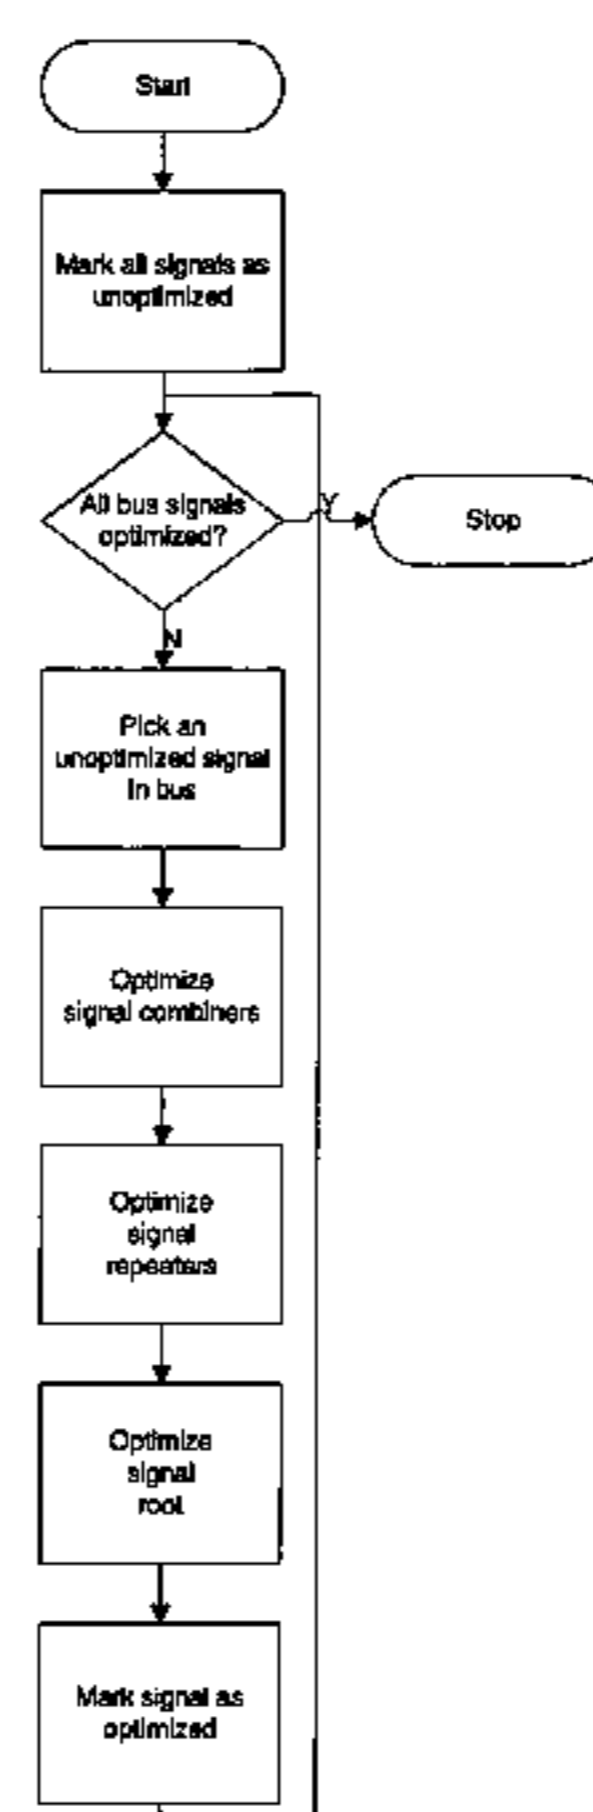 Start
Mark all signals as
unoptimized
All bus signals
optimized?
Y
Stop
N
Pick an
unoptimized signal
in bus
Optimize
signal combiners
Optimize
signal
repeaters
Optimize
signal
root
Mark signal as
optimized